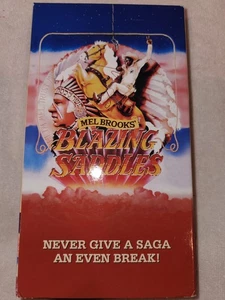 MEL BROOKS'
BLAZING
SADDLES
NEVER GIVE A SAGA
AN EVEN BREAK!